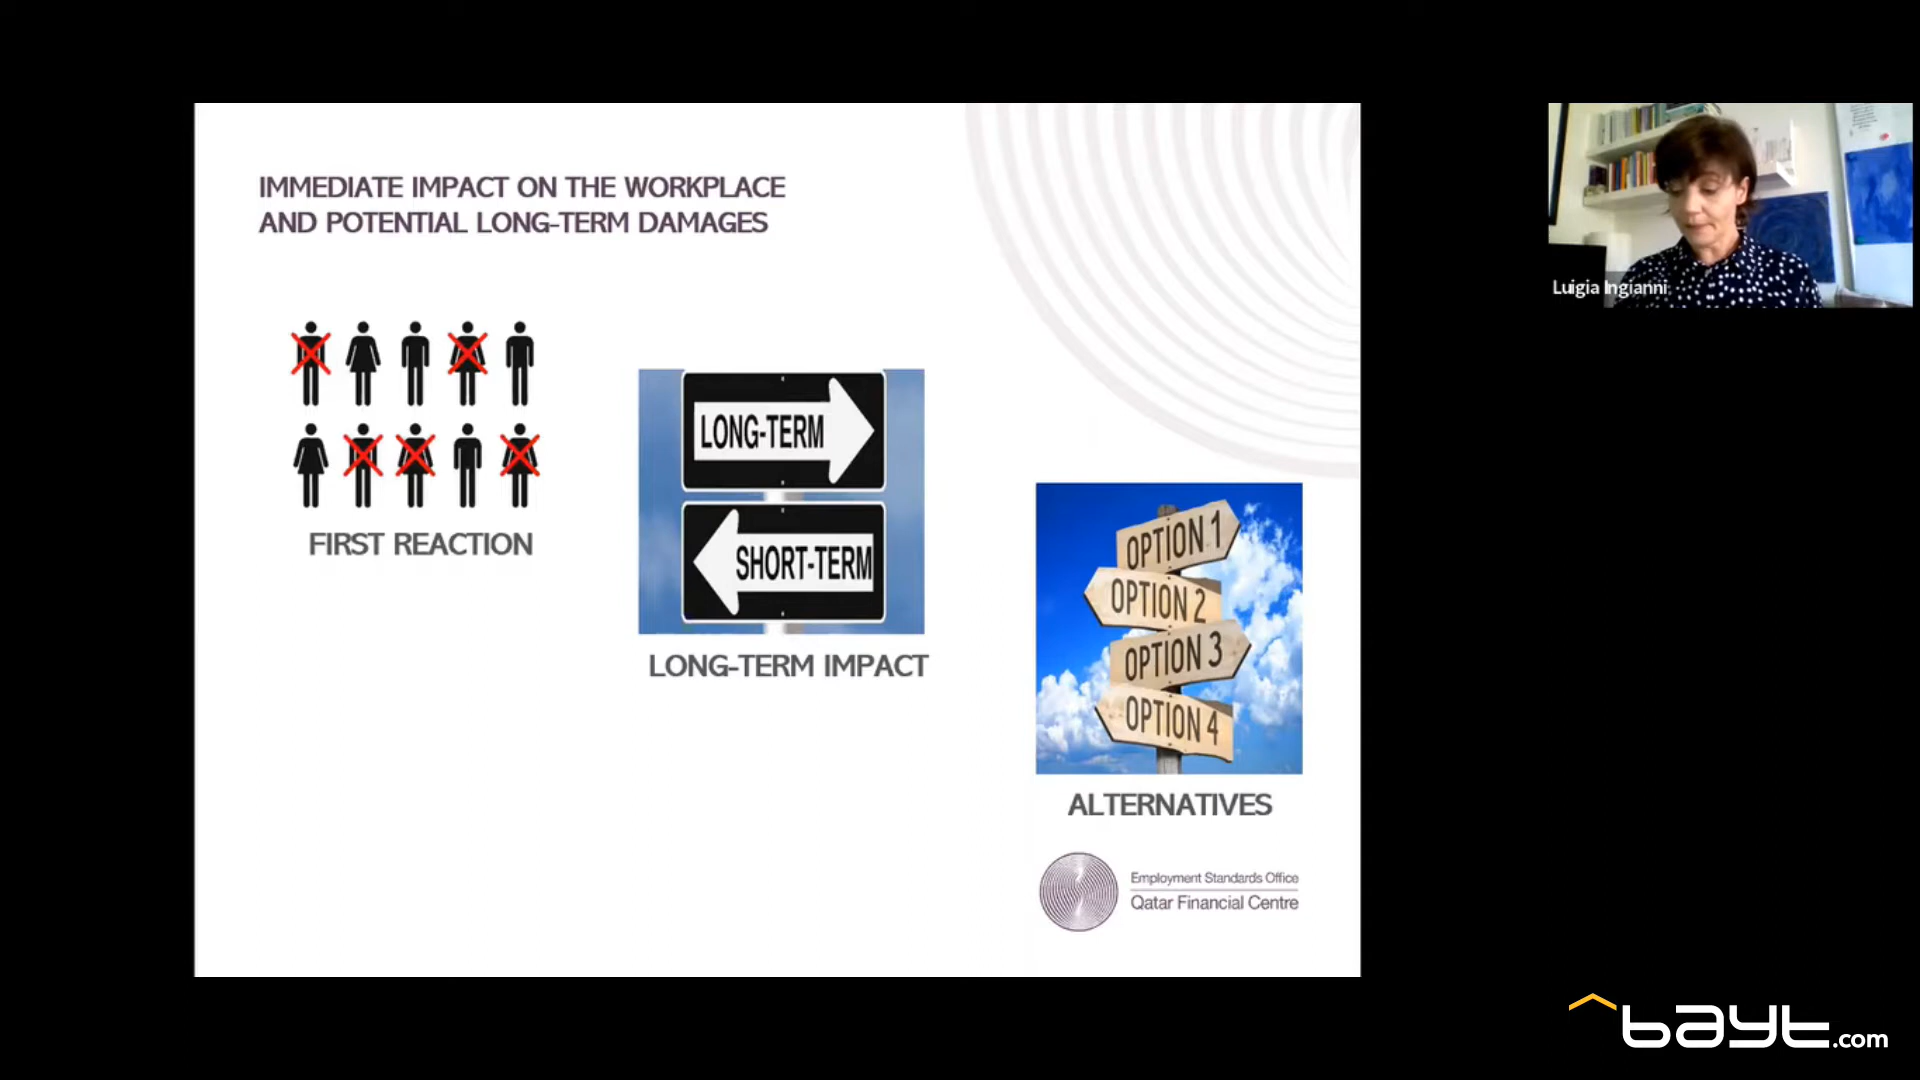 IMMEDIATE IMPACT ON THE WORKPLACE
AND POTENTIAL LONG-TERM DAMAGES
FIRST REACTION
LONG-TERM
SHORT-TERM
LONG-TERM IMPACT
OPTION 1
OPTION 2
OPTION 3
OPTION 4
ALTERNATIVES
Employment Standards Office
Qatar Financial Centre
Luigia Ingianni
bayt.com